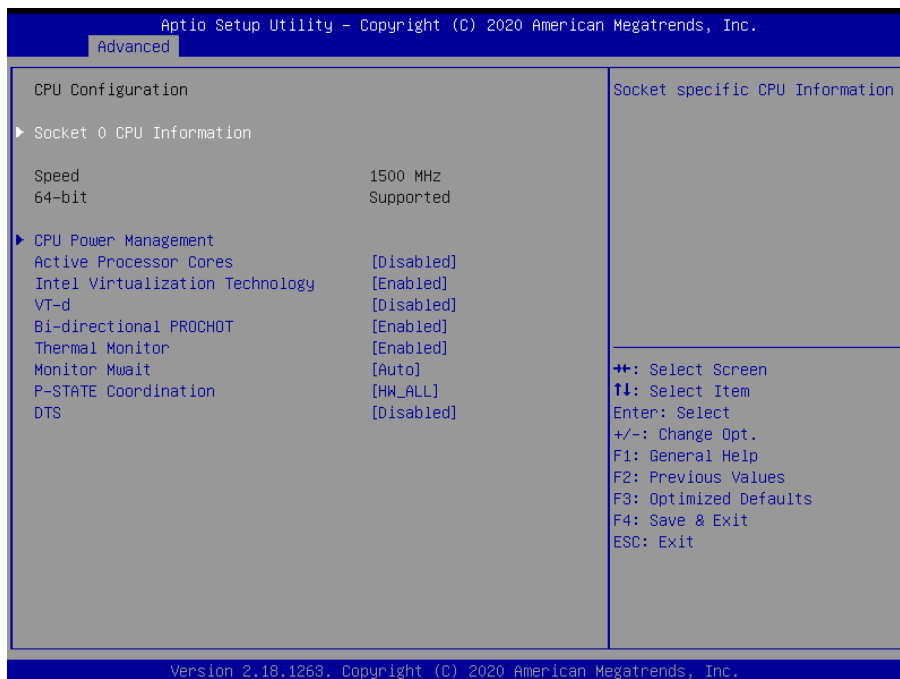 Aptio Setup Utility – Copyright (C) 2020 American Megatrends, Inc.
Advanced
CPU Configuration
Socket 0 CPU Information
Speed 1500 MHz
64-bit Supported
CPU Power Management
Active Processor Cores [Disabled]
Intel Virtualization Technology [Enabled]
VT-d [Disabled]
Bi-directional PROCHOT [Enabled]
Thermal Monitor [Enabled]
Monitor Mwait [Auto]
P-STATE Coordination [HW_ALL]
DTS [Disabled]
Socket specific CPU Information
→←: Select Screen
↑↓: Select Item
Enter: Select
+/-: Change Opt.
F1: General Help
F2: Previous Values
F3: Optimized Defaults
F4: Save & Exit
ESC: Exit
Version 2.18.1263. Copyright (C) 2020 American Megatrends, Inc.